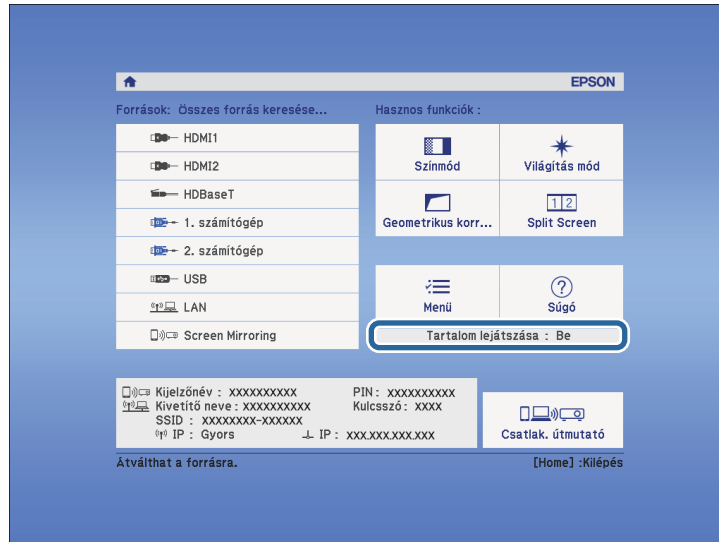 EPSON
Források: Összes forrás keresése...
Hasznos funkciók :
HDMI1
HDMI2
HDBaseT
1. számítógép
2. számítógép
USB
LAN
Screen Mirroring
Színmód
Világítás mód
Geometrikus korr...
1 2
Split Screen
Menü
?
Súgó
Tartalom lejátszása : Be
Kijelzőnév : xxxxxxxxxx PIN : xxxxxxxxxx
Kivetítő neve : xxxxxxxxxx Kulcsszó : xxxx
SSID : xxxxxxxx-xxxxxx
IP : Gyors IP : xxx.xxx.xxx.xxx
Csatlak. útmutató
Átválthat a forrásra.
[Home] :Kilépés